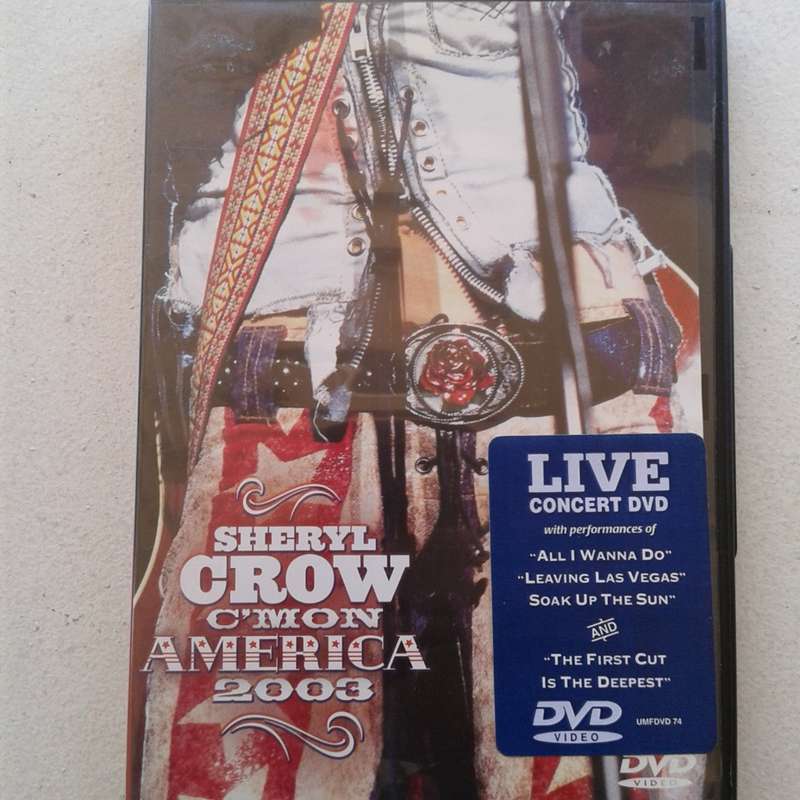 SHERYL
CROW
C'MON
AMERICA
2003
LIVE
CONCERT DVD
with performances of
"ALL I WANNA DO"
"LEAVING LAS VEGAS"
SOAK UP THE SUN"
AND
"THE FIRST CUT
IS THE DEEPEST"
DVD
VIDEO
UMFDVD 74
DVD
VIDEO